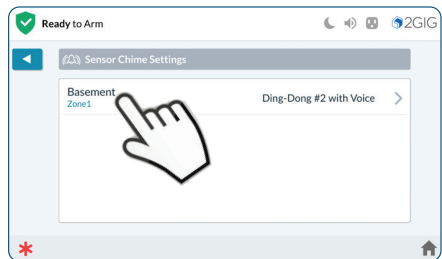 Ready to Arm
2GIG
Sensor Chime Settings
Basement
Ding-Dong #2 with Voice
Zone1